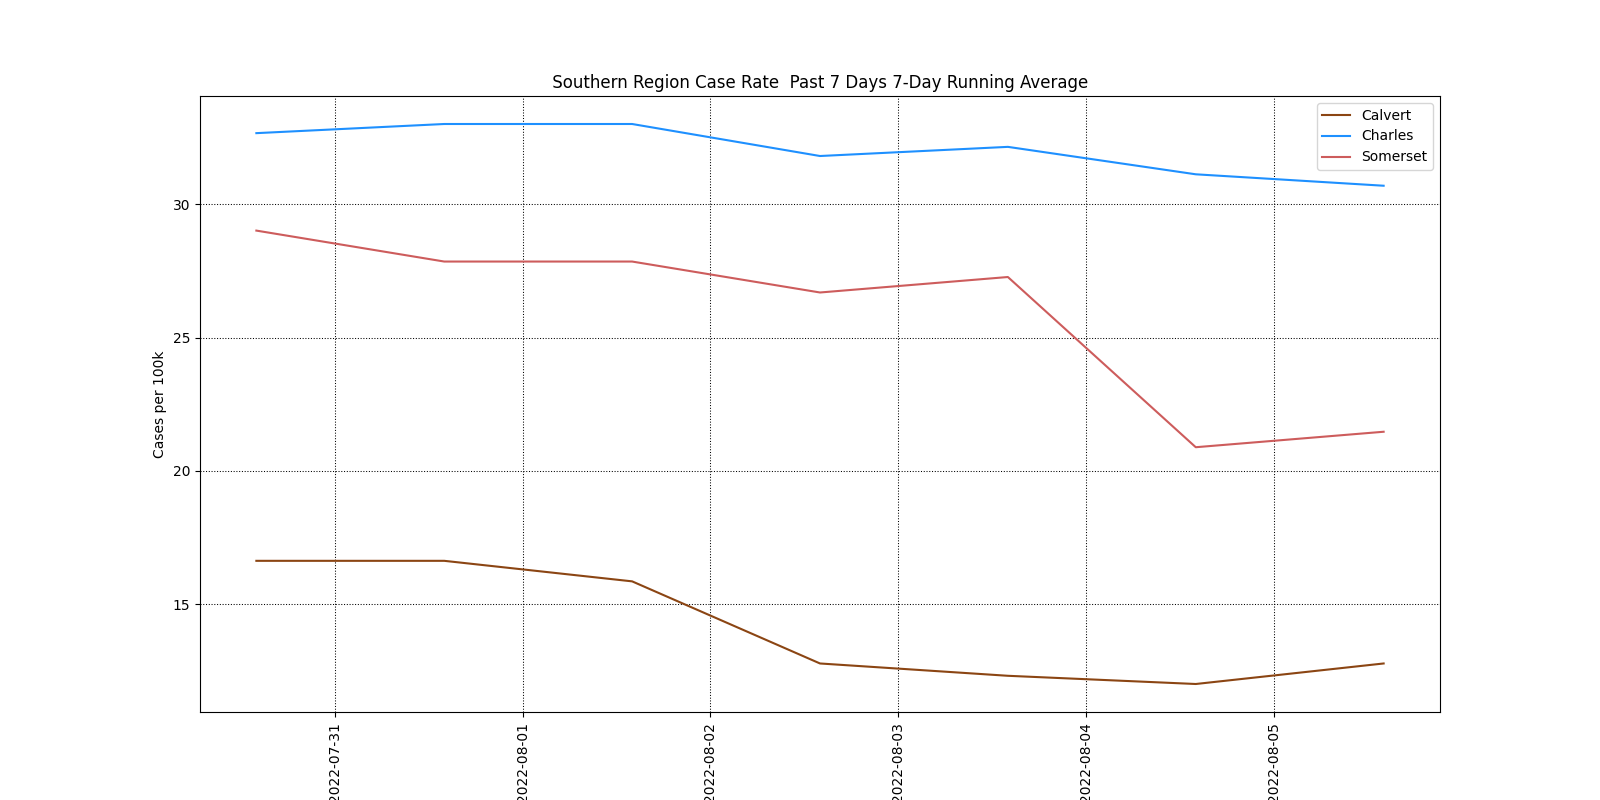 Southern Region Case Rate  Past 7 Days 7-Day Running Average
Calvert
Charles
Somerset
30
25
20
15
Cases per 100k
2022-07-31
2022-08-01
2022-08-02
2022-08-03
2022-08-04
2022-08-05